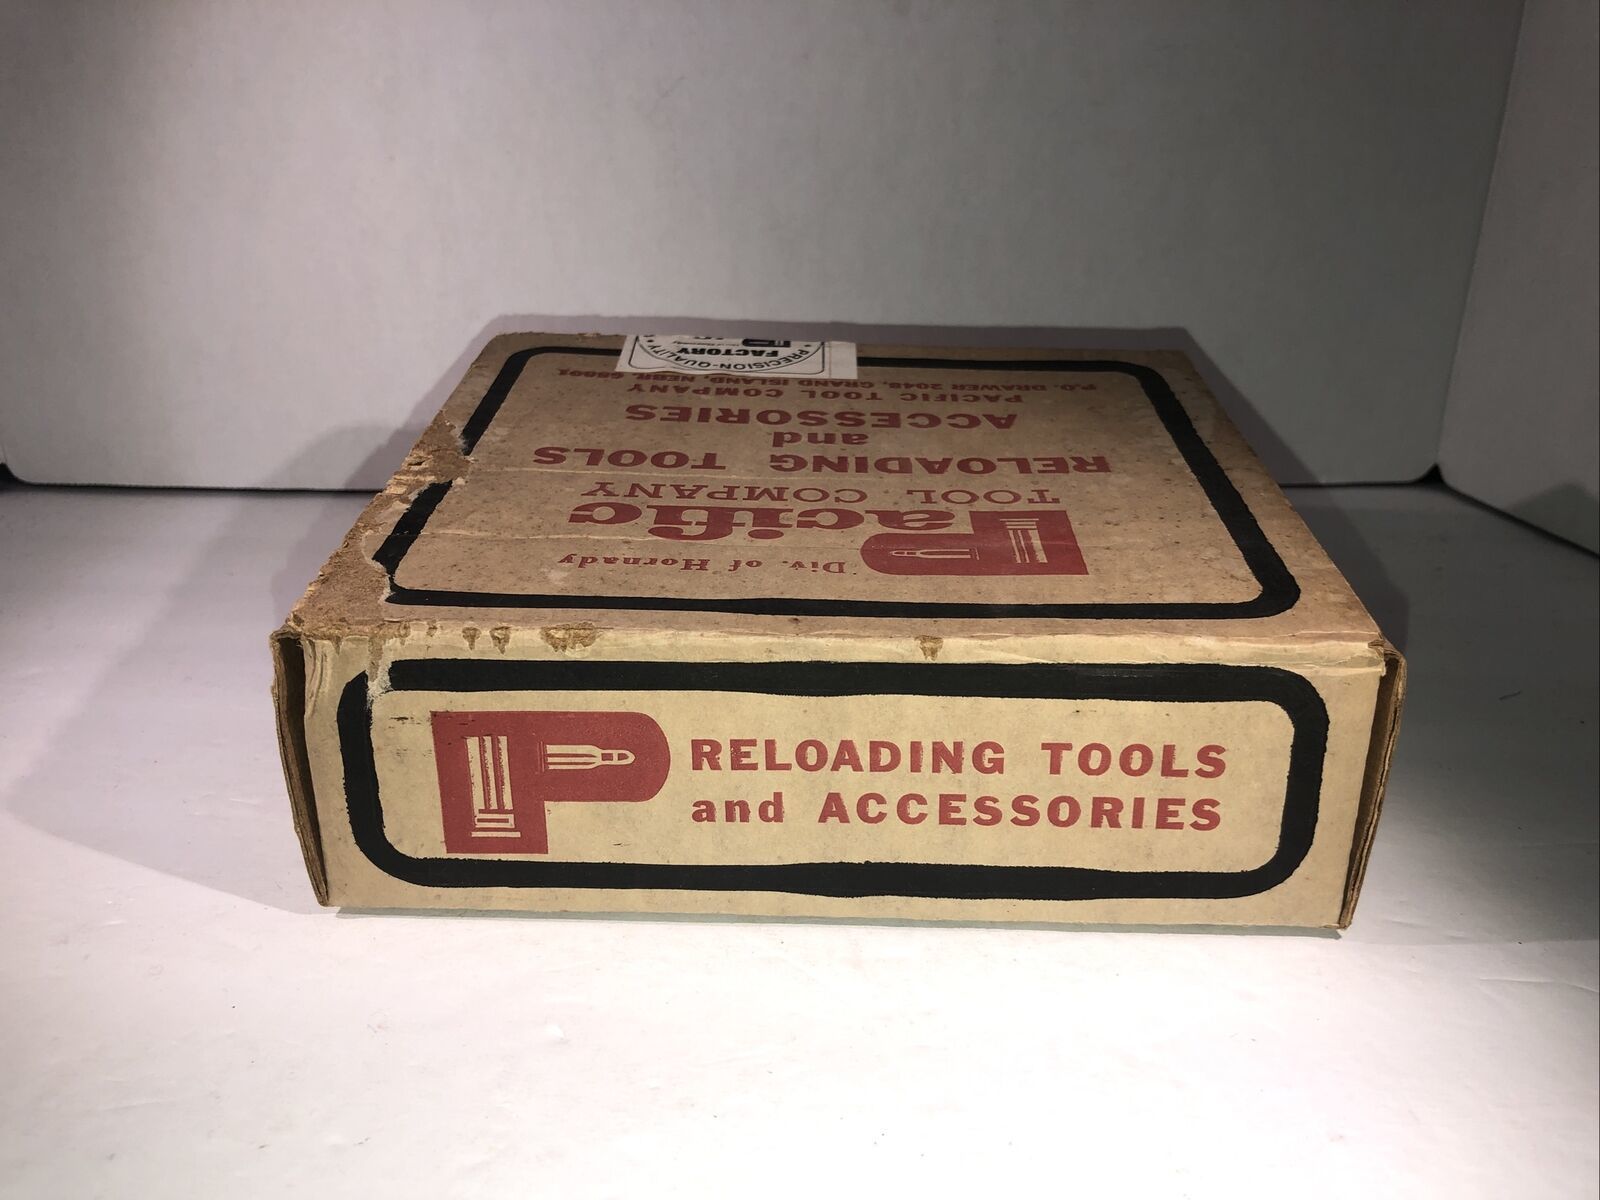 Div. of Hornady
Pacific
TOOL COMPANY
RELOADING TOOLS
and
ACCESSORIES
PACIFIC TOOL COMPANY
P.O. DRAWER 2048, GRAND ISLAND, NEBR. 68801
FACTORY
PRECISION-QUALITY
P RELOADING TOOLS
and ACCESSORIES